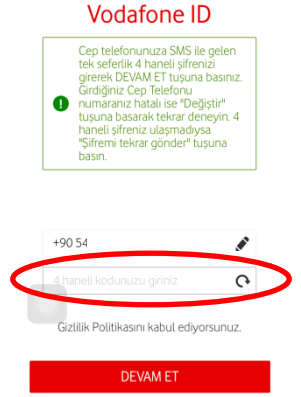 Vodafone ID
Cep telefonunuza SMS ile gelen
tek seferlik 4 haneli şifrenizi
girerek DEVAM ET tuşuna basınız.
Girdiğiniz Cep Telefonu
numaranız hatalı ise "Değiştir"
tuşuna basarak tekrar deneyin. 4
haneli şifreniz ulaşmadıysa
"Şifremi tekrar gönder" tuşuna
basın.
+90 54
4 haneli kodunuzu giriniz
Gizlilik Politikasını kabul ediyorsunuz.
DEVAM ET